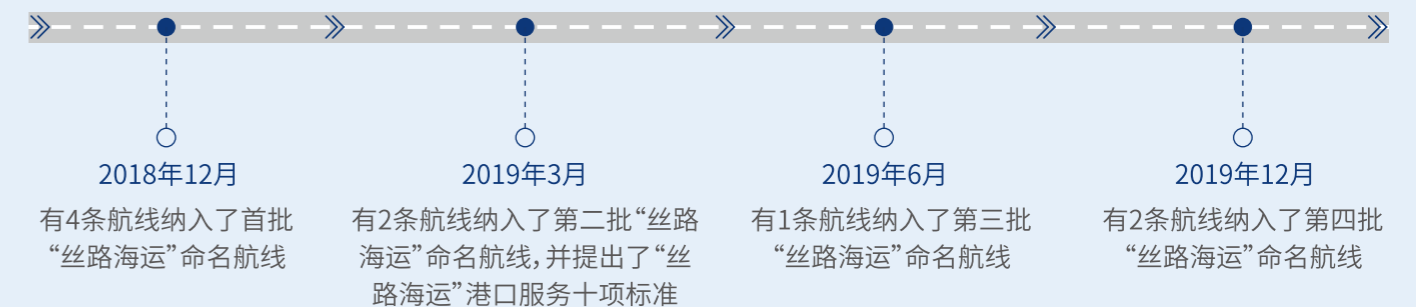 2018年12月
有4条航线纳入了首批
“丝路海运”命名航线
2019年3月
有2条航线纳入了第二批“丝路
海运”命名航线,并提出了“丝
路海运”港口服务十项标准
2019年6月
有1条航线纳入了第三批
“丝路海运”命名航线
2019年12月
有2条航线纳入了第四批
“丝路海运”命名航线